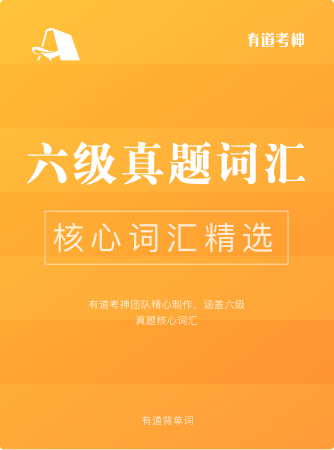 有道考神
六级真题词汇
核心词汇精选
有道考神团队精心制作，涵盖六级
真题核心词汇
有道背单词